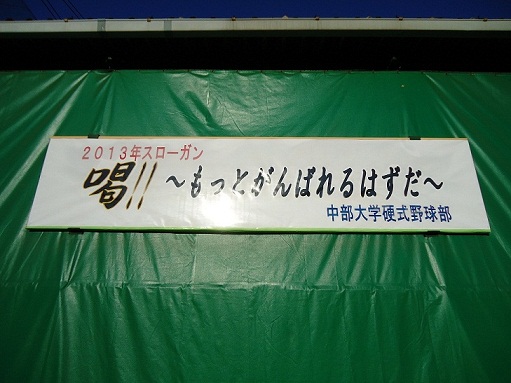 2013年スローガン
喝!! ～もっとがんばれるはずだ～
中部大学硬式野球部